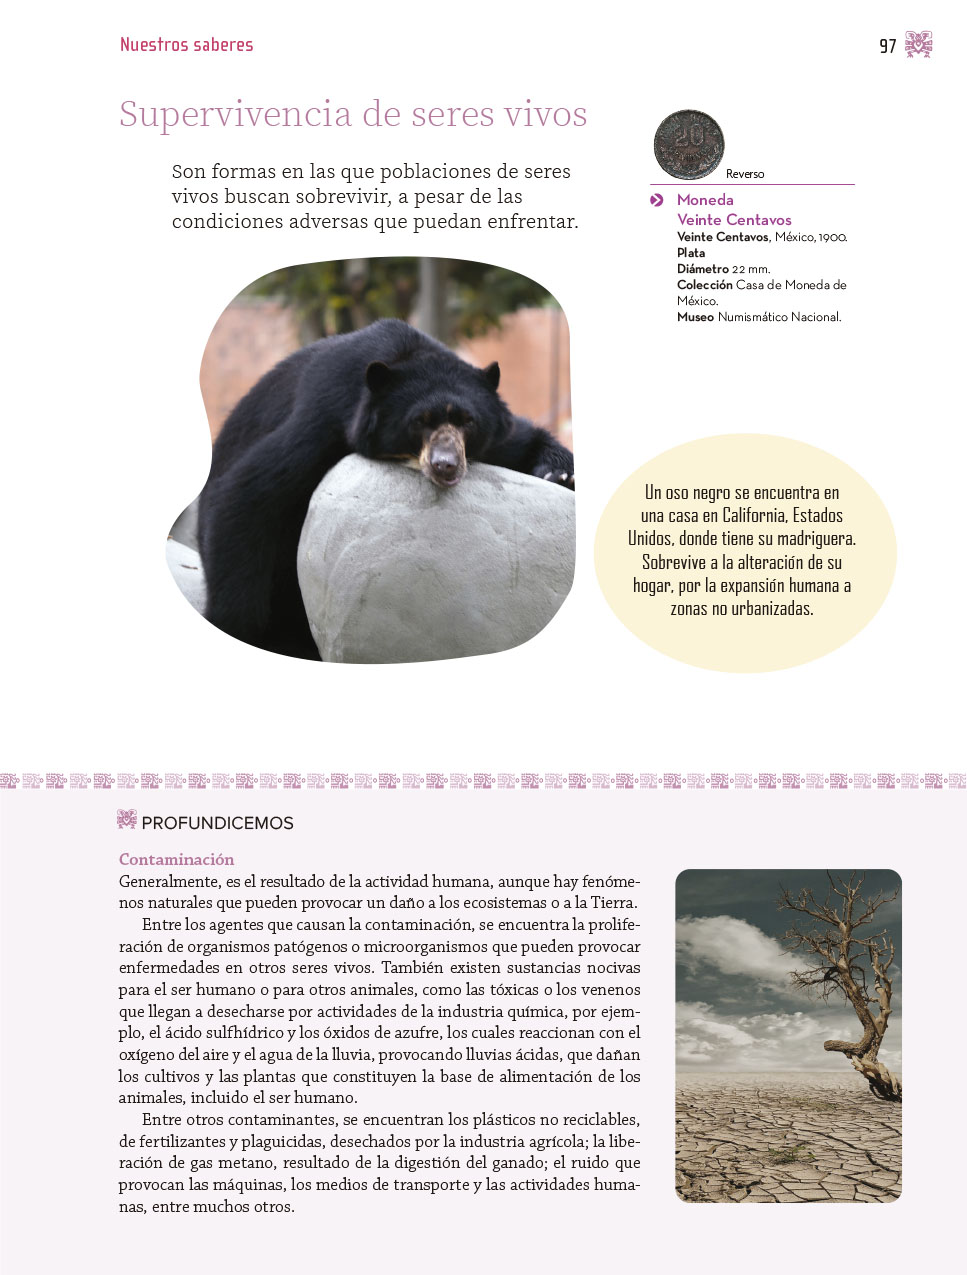 Nuestros saberes
97
Supervivencia de seres vivos
Son formas en las que poblaciones de seres
vivos buscan sobrevivir, a pesar de las
condiciones adversas que puedan enfrentar.
20
Reverso
Moneda
Veinte Centavos
Veinte Centavos, México, 1900.
Plata
Diámetro 22 mm.
Colección Casa de Moneda de
México.
Museo Numismático Nacional.
Un oso negro se encuentra en
una casa en California, Estados
Unidos, donde tiene su madriguera.
Sobrevive a la alteración de su
hogar, por la expansión humana a
zonas no urbanizadas.
PROFUNDICEMOS
Contaminación
Generalmente, es el resultado de la actividad humana, aunque hay fenóme-
nos naturales que pueden provocar un daño a los ecosistemas o a la Tierra.
Entre los agentes que causan la contaminación, se encuentra la prolife-
ración de organismos patógenos o microorganismos que pueden provocar
enfermedades en otros seres vivos. También existen sustancias nocivas
para el ser humano o para otros animales, como las tóxicas o los venenos
que llegan a desecharse por actividades de la industria química, por ejem-
plo, el ácido sulfhídrico y los óxidos de azufre, los cuales reaccionan con el
oxígeno del aire y el agua de la lluvia, provocando lluvias ácidas, que dañan
los cultivos y las plantas que constituyen la base de alimentación de los
animales, incluido el ser humano.
Entre otros contaminantes, se encuentran los plásticos no reciclables,
de fertilizantes y plaguicidas, desechados por la industria agrícola; la libe-
ración de gas metano, resultado de la digestión del ganado; el ruido que
provocan las máquinas, los medios de transporte y las actividades huma-
nas, entre muchos otros.